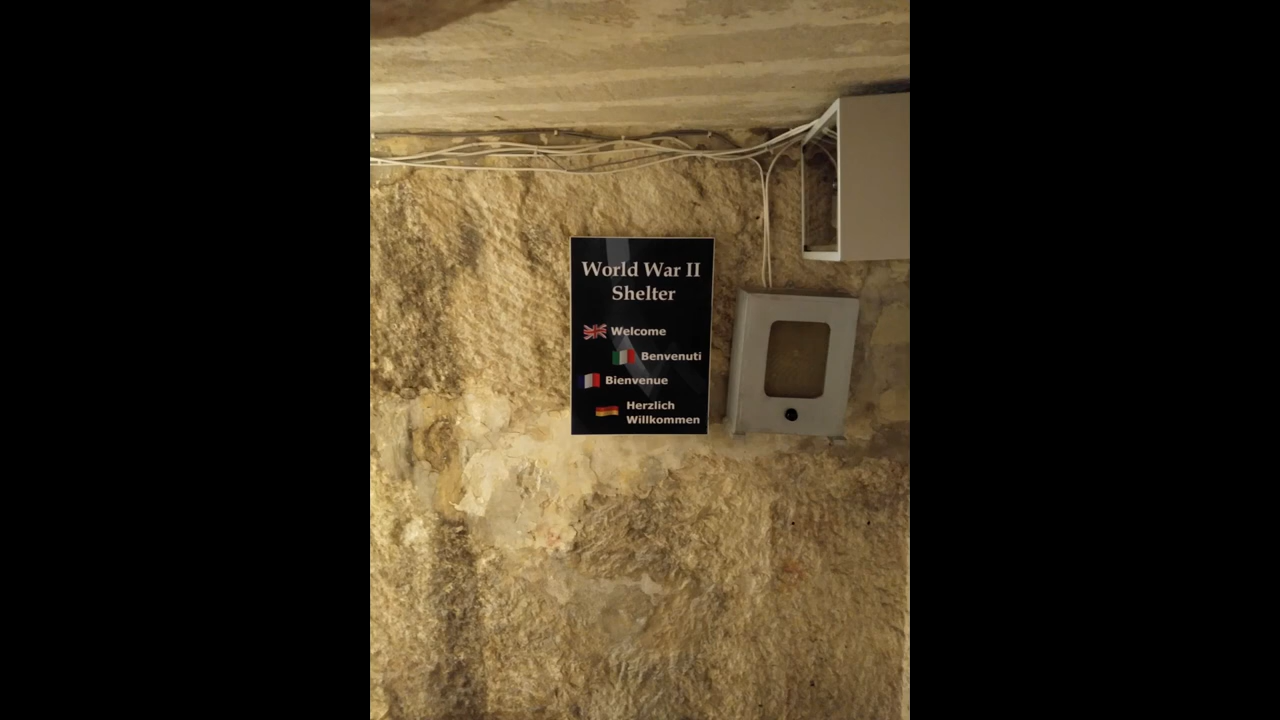 World War II
Shelter
Welcome
Benvenuti
Bienvenue
Herzlich
Willkommen